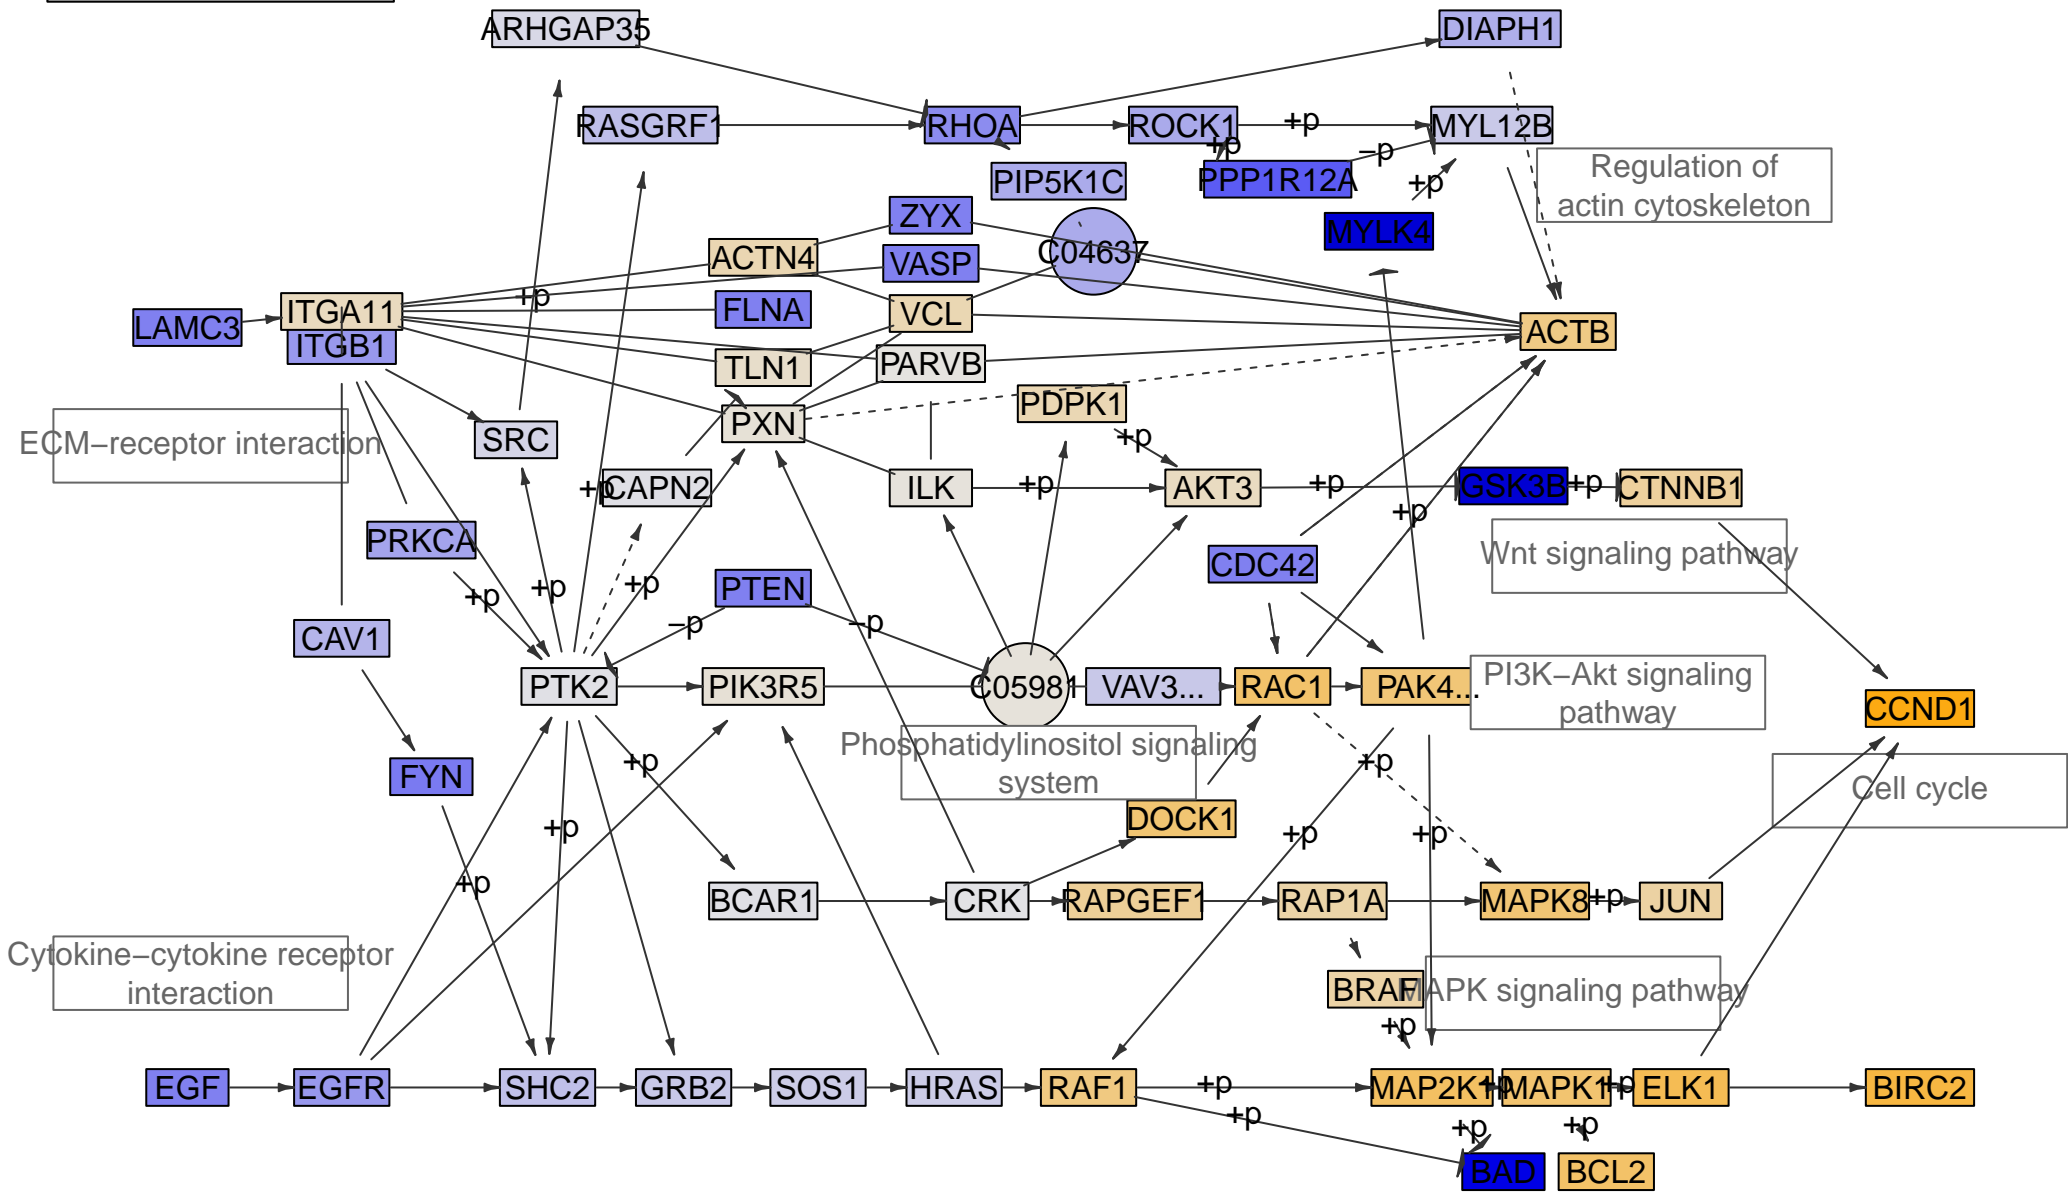 ARHGAP35
DIAPH1
RASGRF1
RHOA
ROCK1
+p
MYL12B
+p
−p
PIP5K1C
PPP1R12A
+p
Regulation of
actin cytoskeleton
ZYX
MYLK4
ACTN4
VASP
C04637
+p
ITGA11
FLNA
VCL
LAMC3
ITGB1
ACTB
TLN1
PARVB
PDPK1
PXN
+p
ECM−receptor interaction
SRC
+p
CAPN2
ILK
+p
AKT3
+p
GSK3B
+p
CTNNB1
+p
PRKCA
Wnt signaling pathway
CDC42
+p
+p
+p
PTEN
−p
−p
CAV1
PTK2
PIK3R5
C05981
VAV3...
RAC1
PAK4...
PI3K−Akt signaling
pathway
CCND1
Phosphatidylinositol signaling
system
+p
+p
FYN
Cell cycle
+p
DOCK1
+p
+p
+p
BCAR1
CRK
RAPGEF1
RAP1A
MAPK8
+p
JUN
Cytokine−cytokine receptor
interaction
BRAF
MAPK signaling pathway
+p
EGF
EGFR
SHC2
GRB2
SOS1
HRAS
RAF1
+p
MAP2K1
+p
MAPK1
+p
ELK1
BIRC2
+p
+p
+p
BAD
BCL2